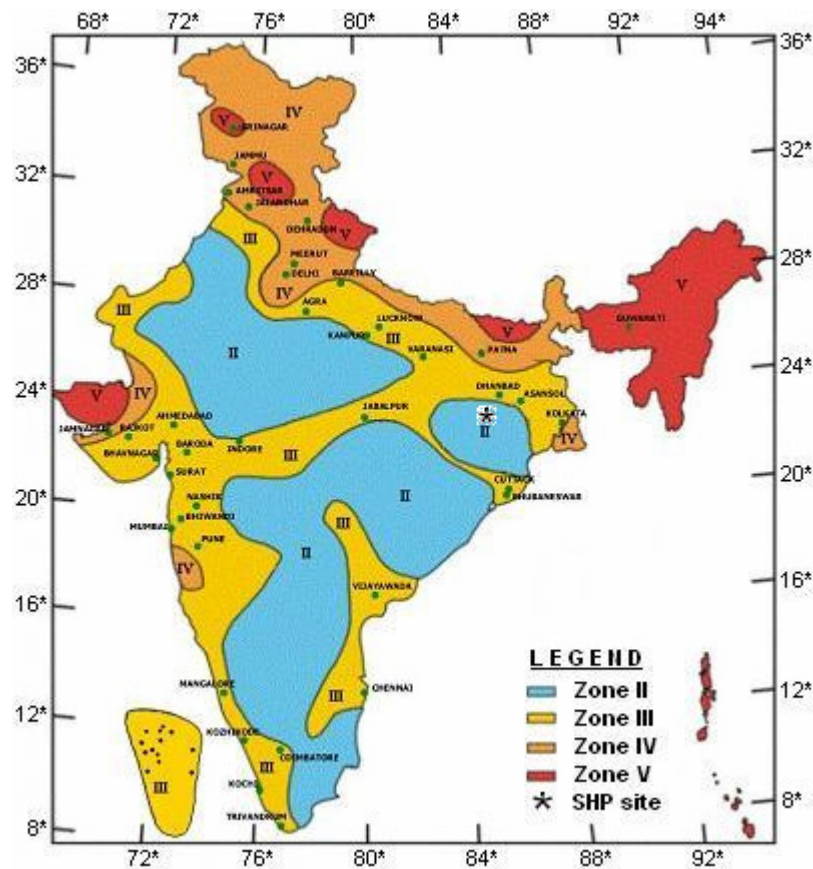 68* 72* 76* 80* 84* 88* 92* 94*
36* 36*
IV
V SRINAGAR
JAMMU
32* V 32*
AMRITSAR
JALANDHAR
DEHRADUN V
III
MEERUT
DELHI BAREILLY
28* IV 28*
AGRA
III LUCKNOW
KANPUR III V GUWAHATI
V
II VARANASI PATNA
24* V IV DHANBAD ASANSOL 24*
AHMEDABAD JABALPUR KOLKATA
JAMNAGAR RAJKOT II IV
BARODA INDORE
BHAVNAGAR III
SURAT CUTTACK
20* NASHIK II BHUBANESWAR 20*
BHIWANDI III
MUMBAI
PUNE II
IV
VIJAYAWADA
16* 16*
LEGEND
MANGALORE CHENNAI Zone II
III
12* Zone III 12*
KOZHIKODE
COIMBATORE Zone IV
III III
KOCHI Zone V
8* TRIVANDRUM SHP site 8*
72* 76* 80* 84* 88* 92*